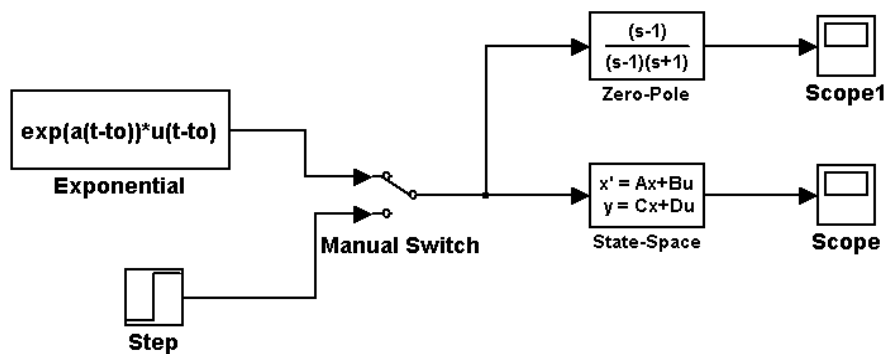 (s-1)
(s-1)(s+1)
Zero-Pole
Scope1
exp(a(t-to))*u(t-to)
Exponential
x' = Ax+Bu
y = Cx+Du
State-Space
Scope
Manual Switch
Step